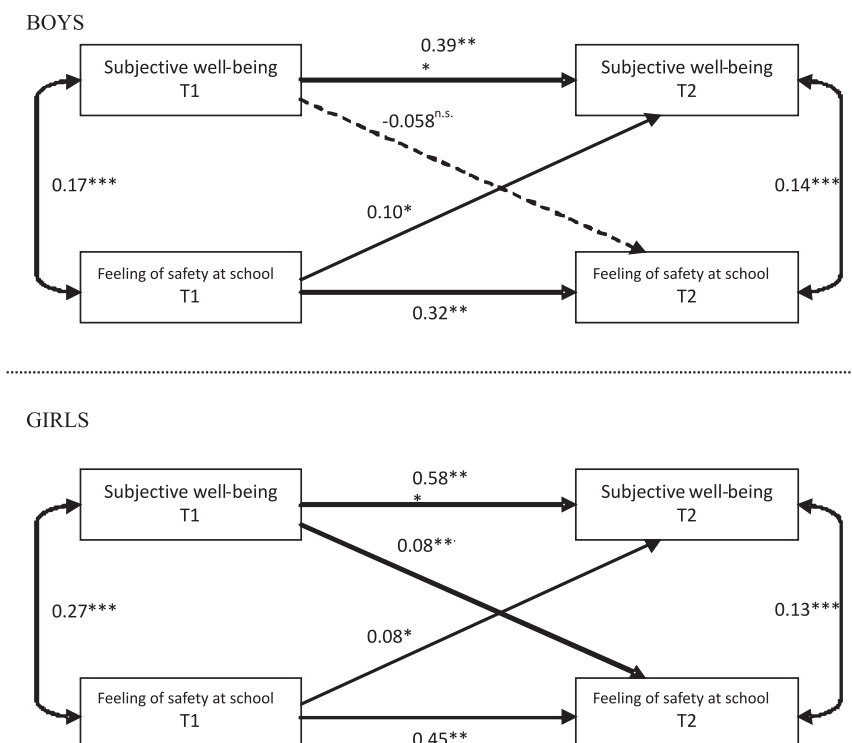 BOYS
0.39**
*
Subjective well-being
T1
Subjective well-being
T2
-0.058n.s.
0.17***
0.14***
0.10*
Feeling of safety at school
T1
Feeling of safety at school
T2
0.32**
GIRLS
0.58**
*
Subjective well-being
T1
Subjective well-being
T2
0.08**
0.27***
0.13***
0.08*
Feeling of safety at school
T1
Feeling of safety at school
T2
0.45**